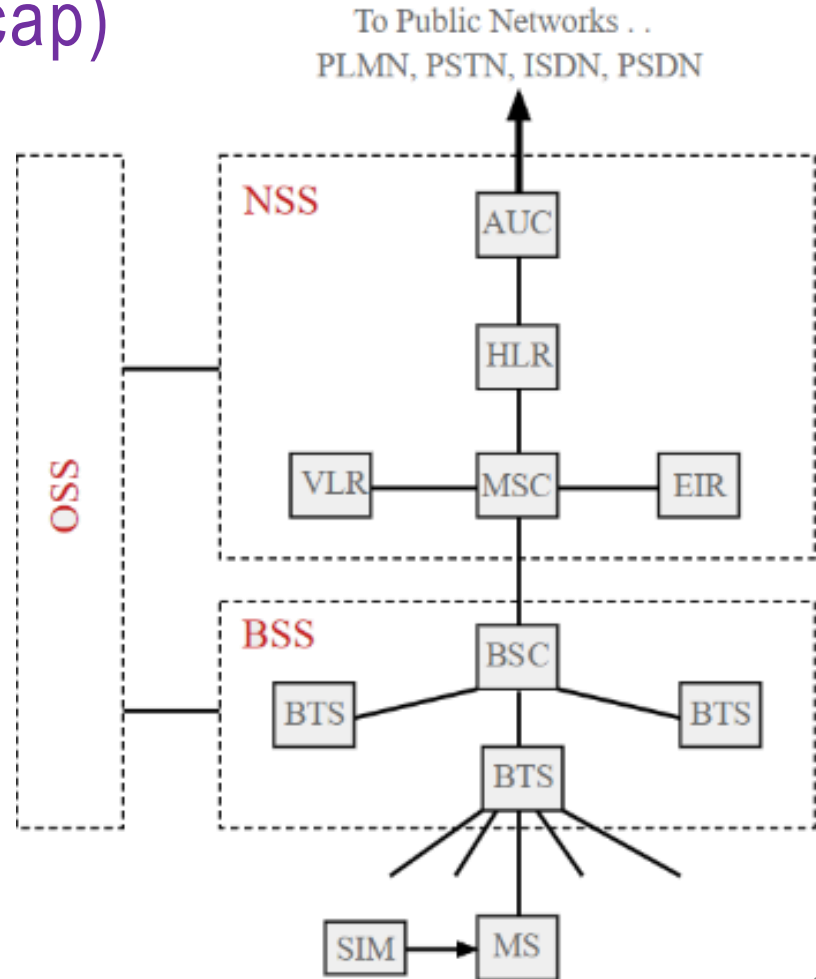 cap)
To Public Networks . .
PLMN, PSTN, ISDN, PSDN
NSS
AUC
HLR
VLR
MSC
EIR
OSS
BSS
BSC
BTS
BTS
BTS
SIM
MS